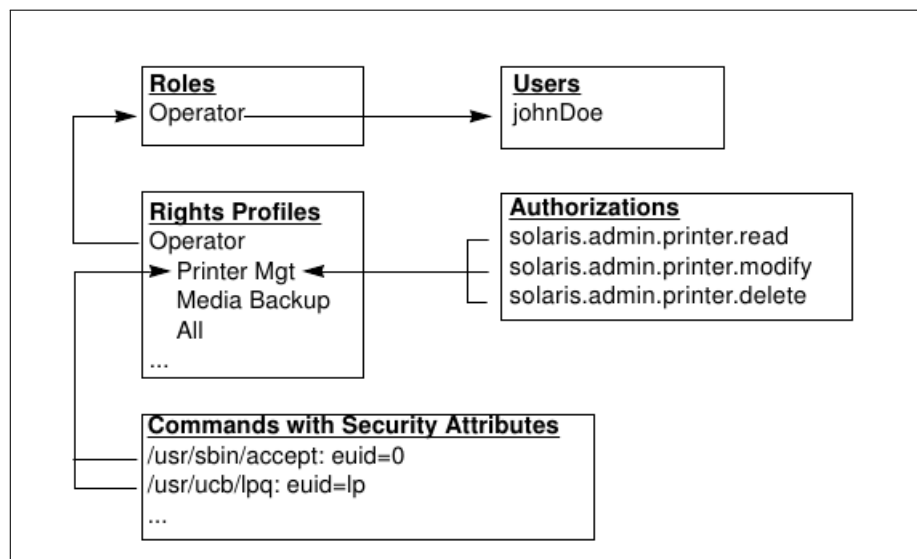 Roles
Operator
Users
johnDoe
Rights Profiles
Operator
Printer Mgt
Media Backup
All
...
Authorizations
solaris.admin.printer.read
solaris.admin.printer.modify
solaris.admin.printer.delete
Commands with Security Attributes
/usr/sbin/accept: euid=0
/usr/ucb/lpq: euid=lp
...